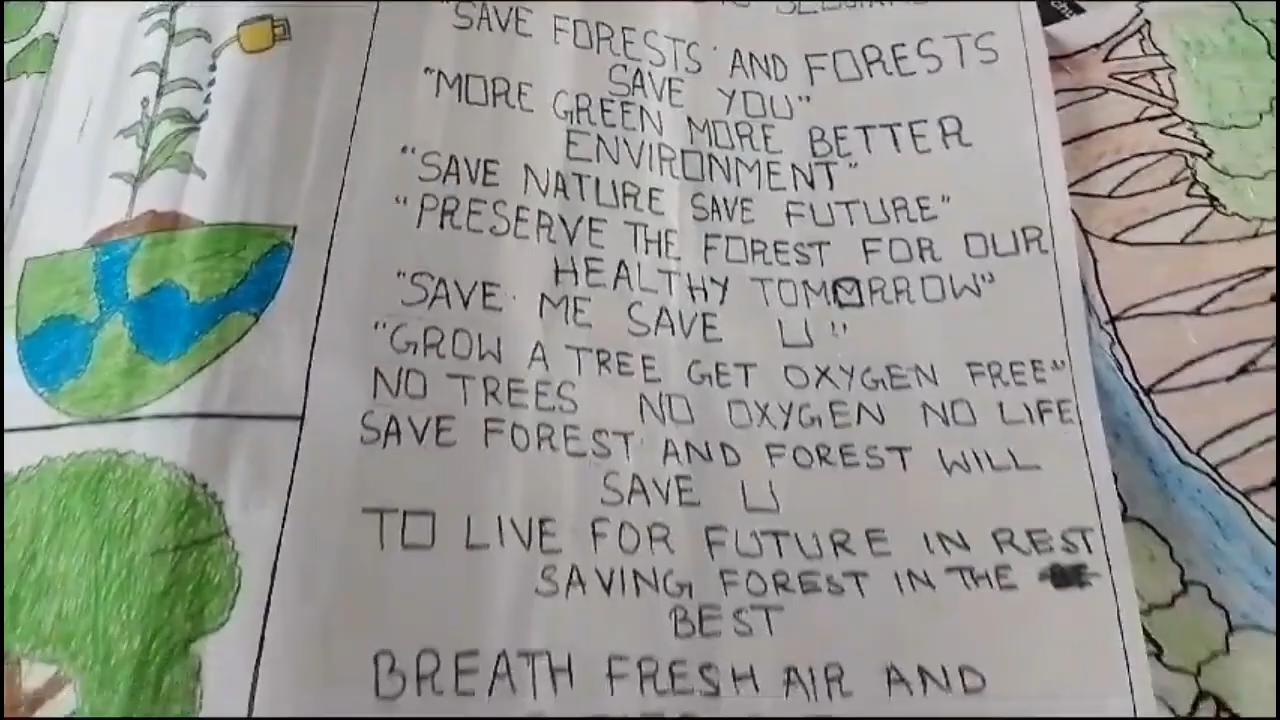 "SAVE FORESTS AND FORESTS
SAVE YOU"
"MORE GREEN MORE BETTER
ENVIRONMENT"
"SAVE NATURE SAVE FUTURE"
"PRESERVE THE FOREST FOR OUR
HEALTHY TOMORROW"
"SAVE ME SAVE U"
"GROW A TREE GET OXYGEN FREE"
NO TREES NO OXYGEN NO LIFE
SAVE FOREST AND FOREST WILL
SAVE U
TO LIVE FOR FUTURE IN REST
SAVING FOREST IN THE
BEST
BREATH FRESH AIR AND